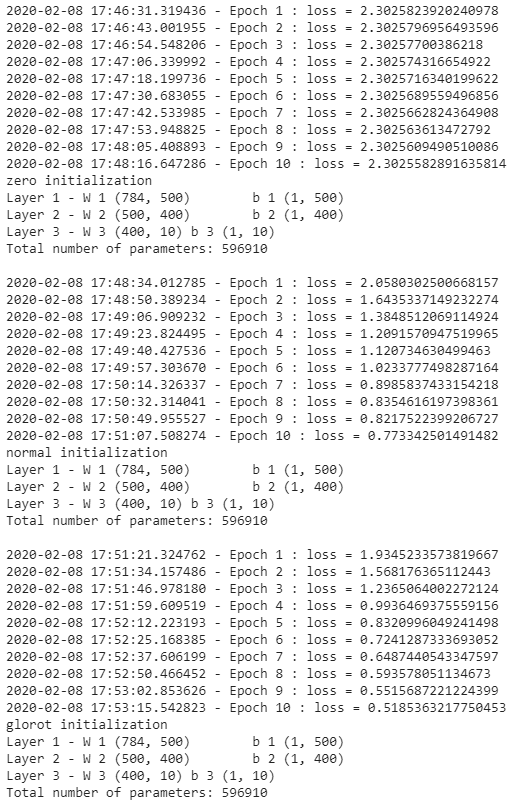 2020-02-08 17:46:31.319436 - Epoch 1 : loss = 2.3025823920240978
2020-02-08 17:46:43.001955 - Epoch 2 : loss = 2.3025796956493596
2020-02-08 17:46:54.548206 - Epoch 3 : loss = 2.30257700386218
2020-02-08 17:47:06.339992 - Epoch 4 : loss = 2.302574316654922
2020-02-08 17:47:18.199736 - Epoch 5 : loss = 2.3025716340199622
2020-02-08 17:47:30.683055 - Epoch 6 : loss = 2.3025689559496856
2020-02-08 17:47:42.533985 - Epoch 7 : loss = 2.3025662824364908
2020-02-08 17:47:53.948825 - Epoch 8 : loss = 2.302563613472792
2020-02-08 17:48:05.408893 - Epoch 9 : loss = 2.3025609490510086
2020-02-08 17:48:16.647286 - Epoch 10 : loss = 2.3025582891635814
zero initialization
Layer 1 - W 1 (784, 500) b 1 (1, 500)
Layer 2 - W 2 (500, 400) b 2 (1, 400)
Layer 3 - W 3 (400, 10) b 3 (1, 10)
Total number of parameters: 596910
2020-02-08 17:48:34.012785 - Epoch 1 : loss = 2.0580302500668157
2020-02-08 17:48:50.389234 - Epoch 2 : loss = 1.6435337149232274
2020-02-08 17:49:06.909232 - Epoch 3 : loss = 1.3848512069114924
2020-02-08 17:49:23.824495 - Epoch 4 : loss = 1.2091570947519965
2020-02-08 17:49:40.427536 - Epoch 5 : loss = 1.120734630499463
2020-02-08 17:49:57.303670 - Epoch 6 : loss = 1.0233777498287164
2020-02-08 17:50:14.326337 - Epoch 7 : loss = 0.8985837433154218
2020-02-08 17:50:32.314041 - Epoch 8 : loss = 0.8354616197398361
2020-02-08 17:50:49.955527 - Epoch 9 : loss = 0.8217522399206727
2020-02-08 17:51:07.508274 - Epoch 10 : loss = 0.773342501491482
normal initialization
Layer 1 - W 1 (784, 500) b 1 (1, 500)
Layer 2 - W 2 (500, 400) b 2 (1, 400)
Layer 3 - W 3 (400, 10) b 3 (1, 10)
Total number of parameters: 596910
2020-02-08 17:51:21.324762 - Epoch 1 : loss = 1.9345233573819667
2020-02-08 17:51:34.157486 - Epoch 2 : loss = 1.568176365112443
2020-02-08 17:51:46.978180 - Epoch 3 : loss = 1.2365064002272124
2020-02-08 17:51:59.609519 - Epoch 4 : loss = 0.9936469375559156
2020-02-08 17:52:12.223193 - Epoch 5 : loss = 0.8320996049241498
2020-02-08 17:52:25.168385 - Epoch 6 : loss = 0.7241287333693052
2020-02-08 17:52:37.606199 - Epoch 7 : loss = 0.6487440543347597
2020-02-08 17:52:50.466452 - Epoch 8 : loss = 0.593578051134673
2020-02-08 17:53:02.853626 - Epoch 9 : loss = 0.5515687221224399
2020-02-08 17:53:15.542823 - Epoch 10 : loss = 0.5185363217750453
glorot initialization
Layer 1 - W 1 (784, 500) b 1 (1, 500)
Layer 2 - W 2 (500, 400) b 2 (1, 400)
Layer 3 - W 3 (400, 10) b 3 (1, 10)
Total number of parameters: 596910